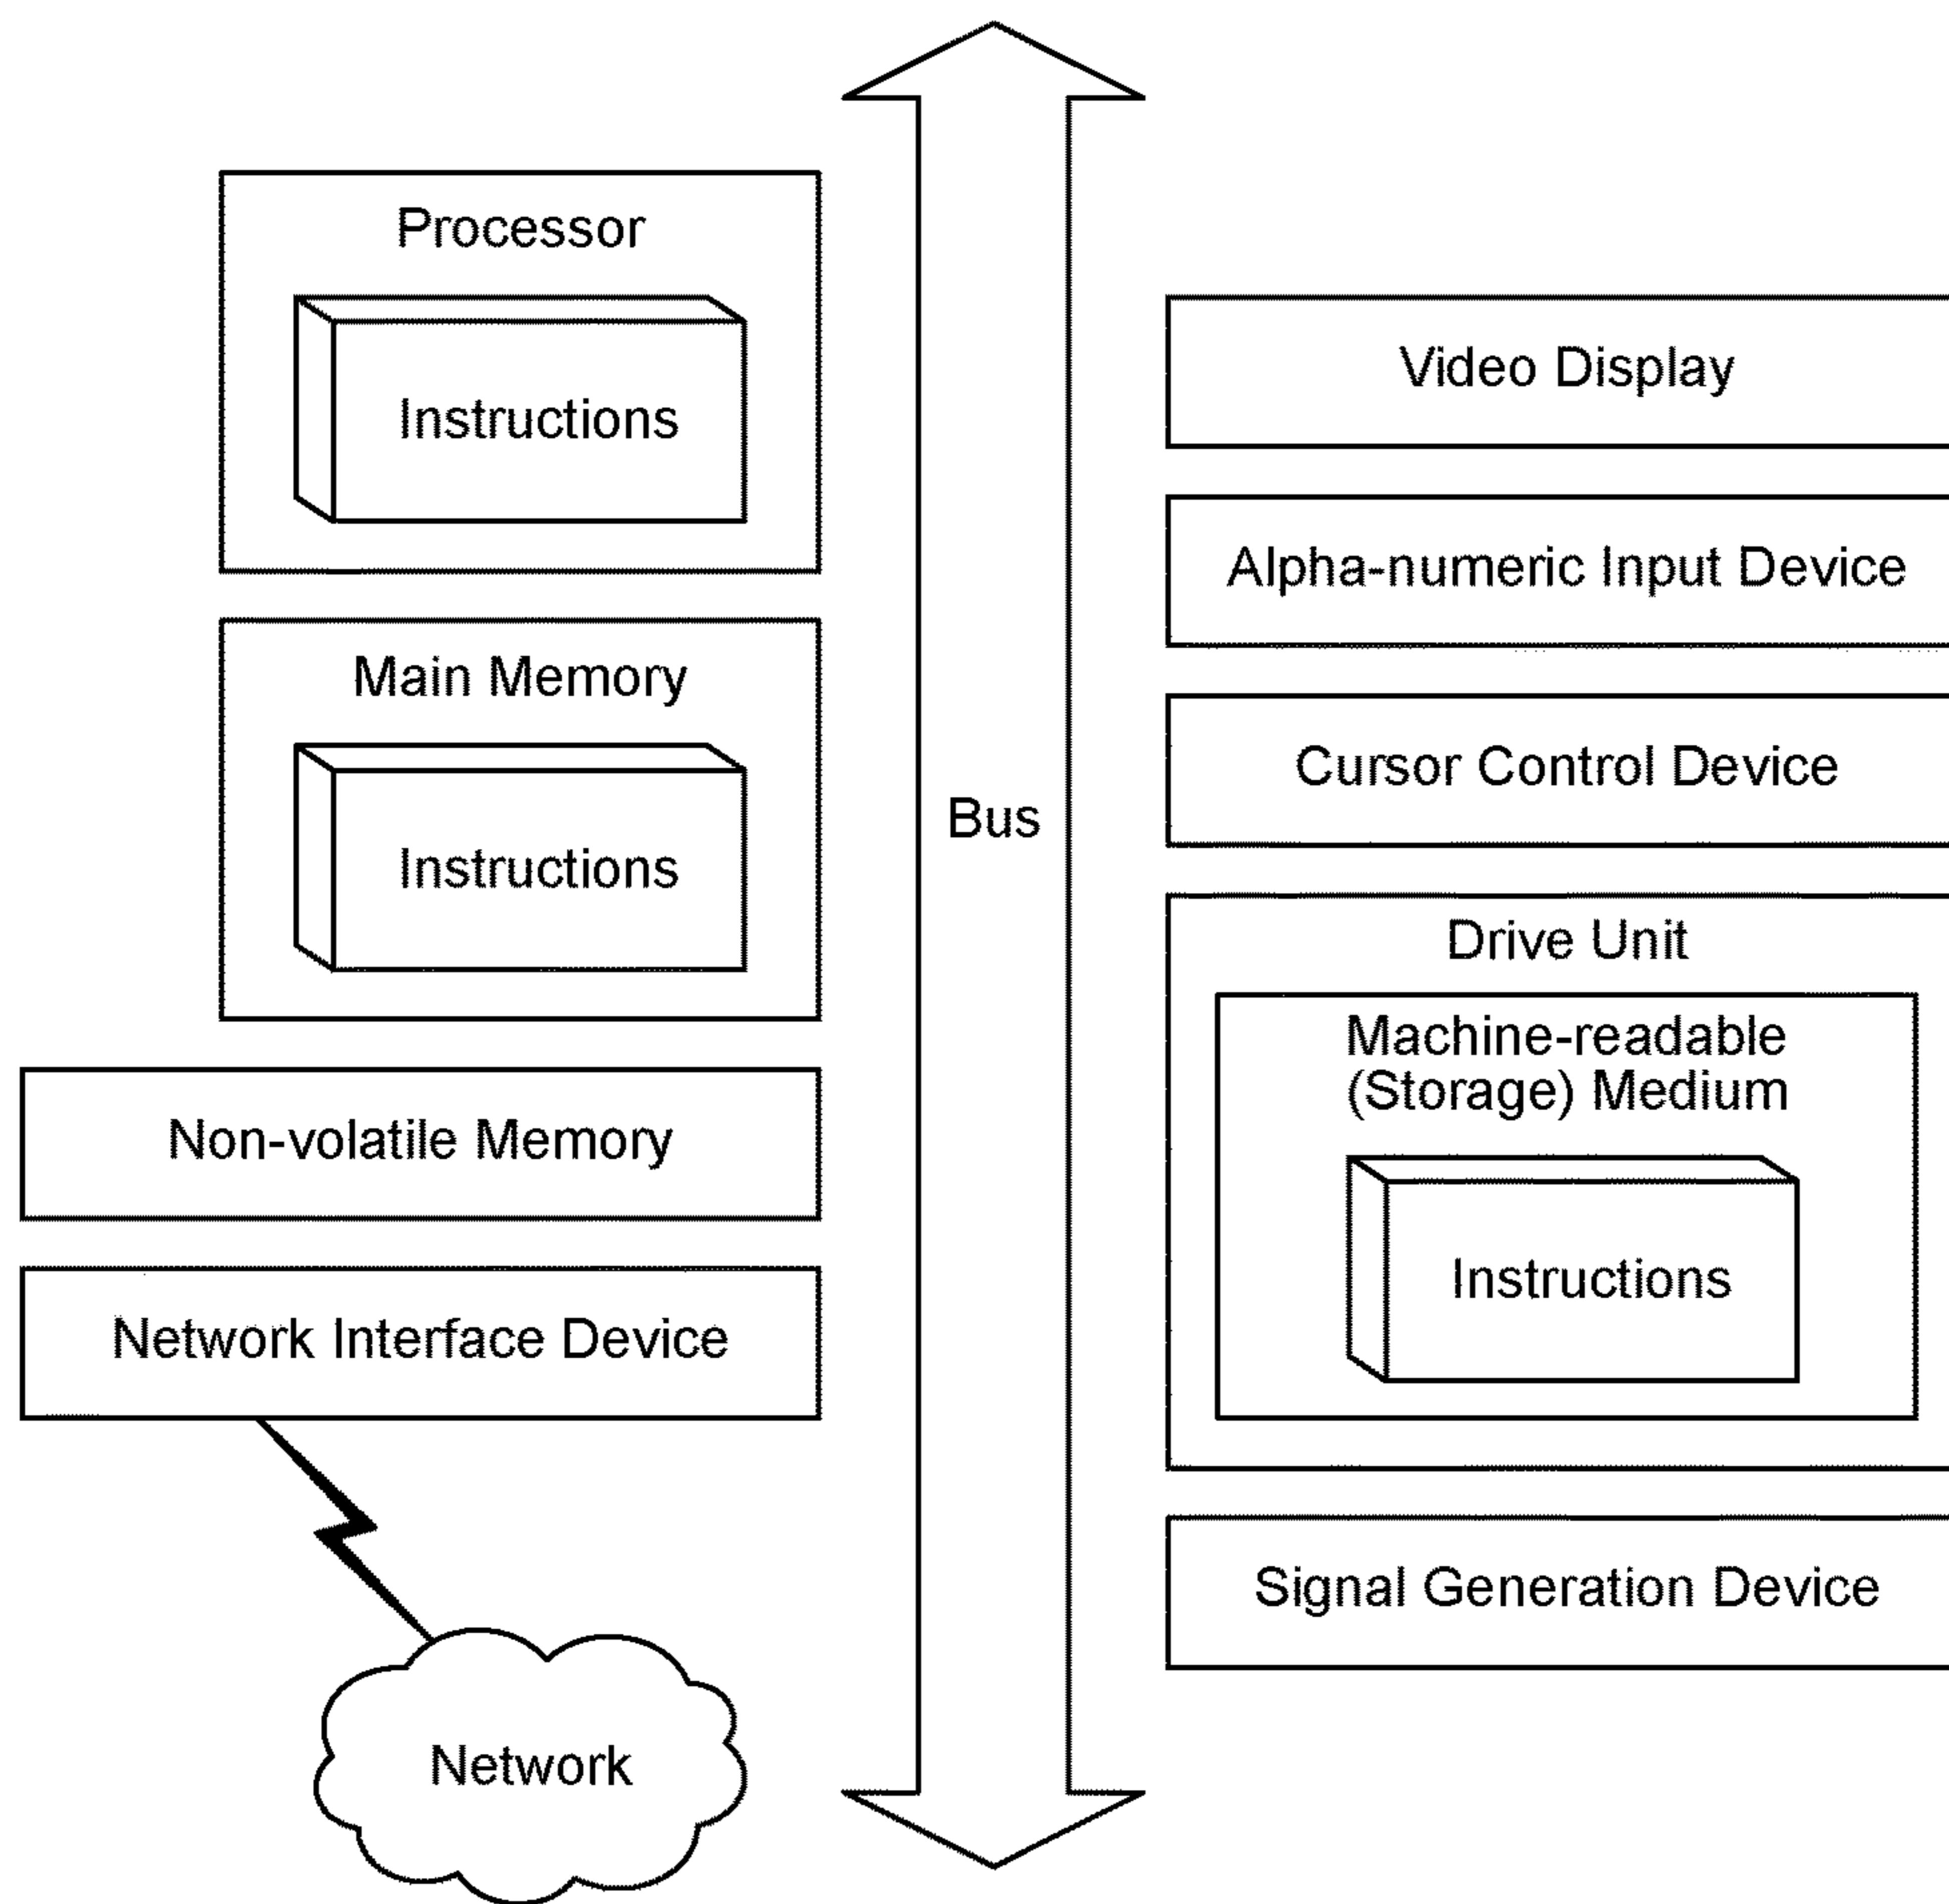 Processor
Instructions
Main Memory
Instructions
Non-volatile Memory
Network Interface Device
Network
Bus
Video Display
Alpha-numeric Input Device
Cursor Control Device
Drive Unit
Machine-readable
(Storage) Medium
Instructions
Signal Generation Device